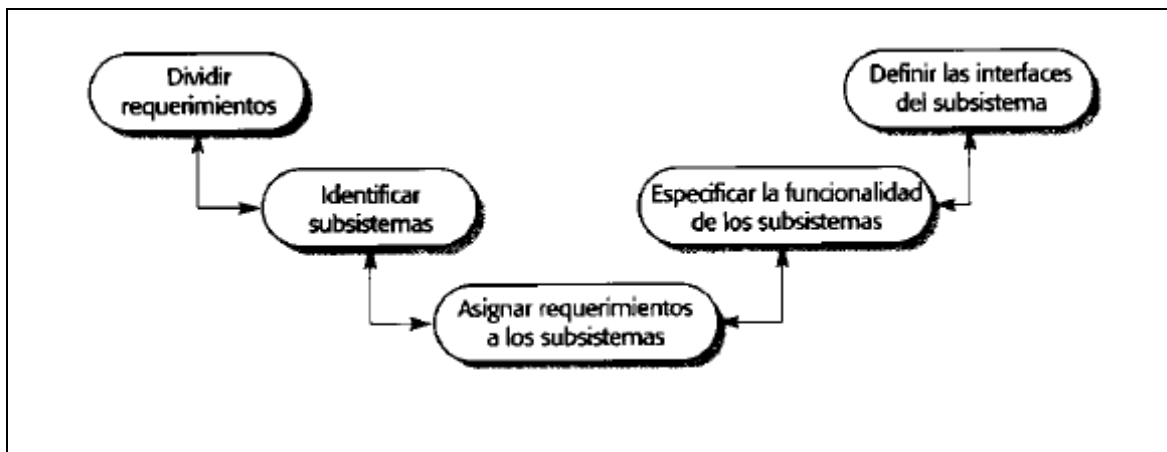 Dividir
requerimientos
Identificar
subsistemas
Asignar requerimientos
a los subsistemas
Especificar la funcionalidad
de los subsistemas
Definir las interfaces
del subsistema